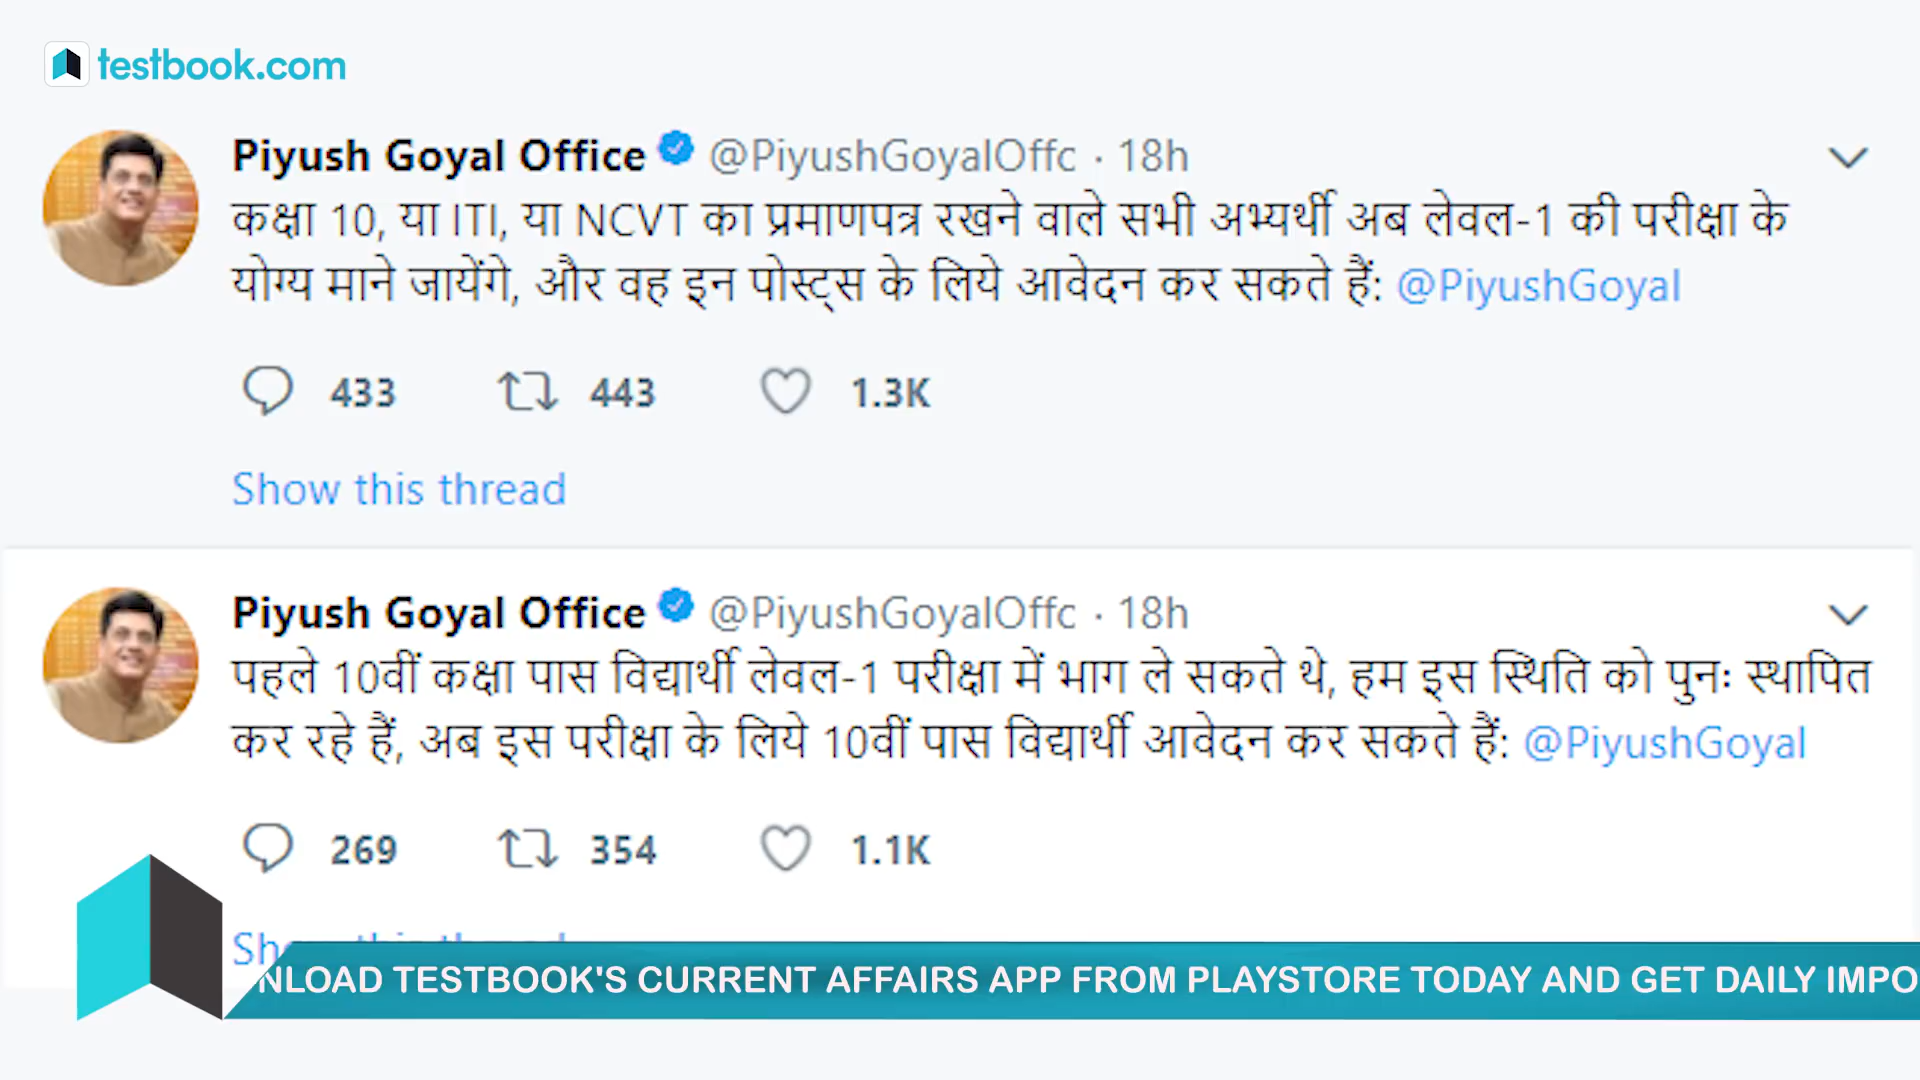 testbook.com
Piyush Goyal Office @PiyushGoyalOffc · 18h
कक्षा 10, या ITI, या NCVT का प्रमाणपत्र रखने वाले सभी अभ्यर्थी अब लेवल-1 की परीक्षा के
योग्य माने जायेंगे, और वह इन पोस्ट्स के लिये आवेदन कर सकते हैं: @PiyushGoyal
433 443 1.3K
Show this thread
Piyush Goyal Office @PiyushGoyalOffc · 18h
पहले 10वीं कक्षा पास विद्यार्थी लेवल-1 परीक्षा में भाग ले सकते थे, हम इस स्थिति को पुनः स्थापित
कर रहे हैं, अब इस परीक्षा के लिये 10वीं पास विद्यार्थी आवेदन कर सकते हैं: @PiyushGoyal
269 354 1.1K
NLOAD TESTBOOK'S CURRENT AFFAIRS APP FROM PLAYSTORE TODAY AND GET DAILY IMPO